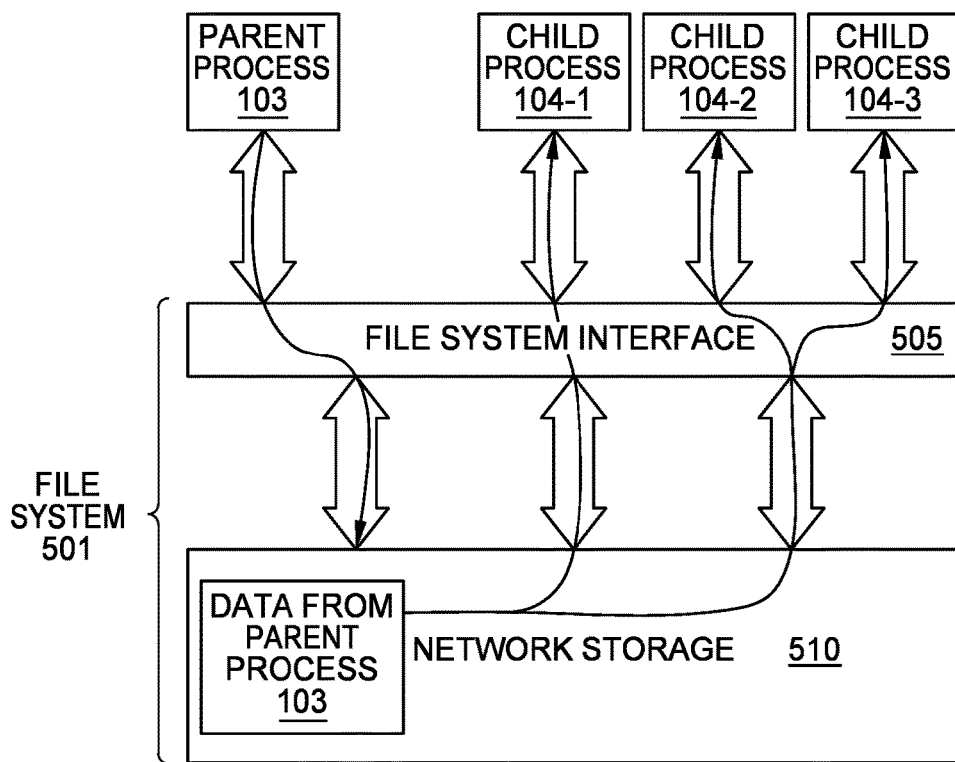 PARENT
PROCESS
103
CHILD
PROCESS
104-1
CHILD
PROCESS
104-2
CHILD
PROCESS
104-3
FILE SYSTEM INTERFACE
505
FILE
SYSTEM
501
DATA FROM
PARENT
PROCESS
103
NETWORK STORAGE
510